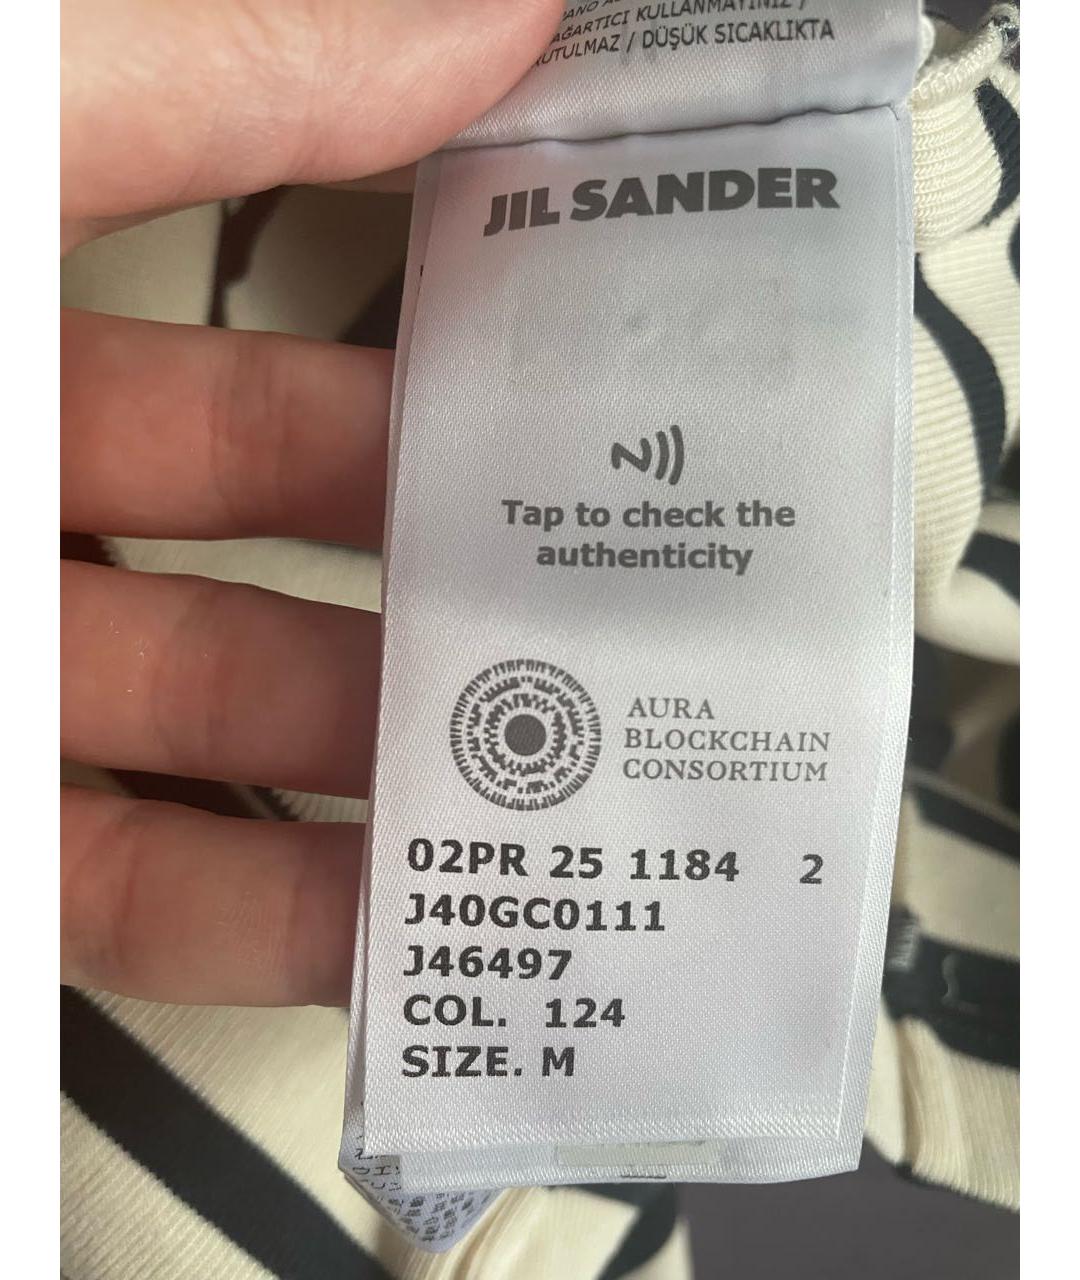 AĞARTICI KULLANMAYINIZ /
KUTULMAZ / DÜŞÜK SICAKLIKTA
JIL SANDER
N
Tap to check the
authenticity
AURA
BLOCKCHAIN
CONSORTIUM
02PR 25 1184 2
J40GC0111
J46497
COL. 124
SIZE. M